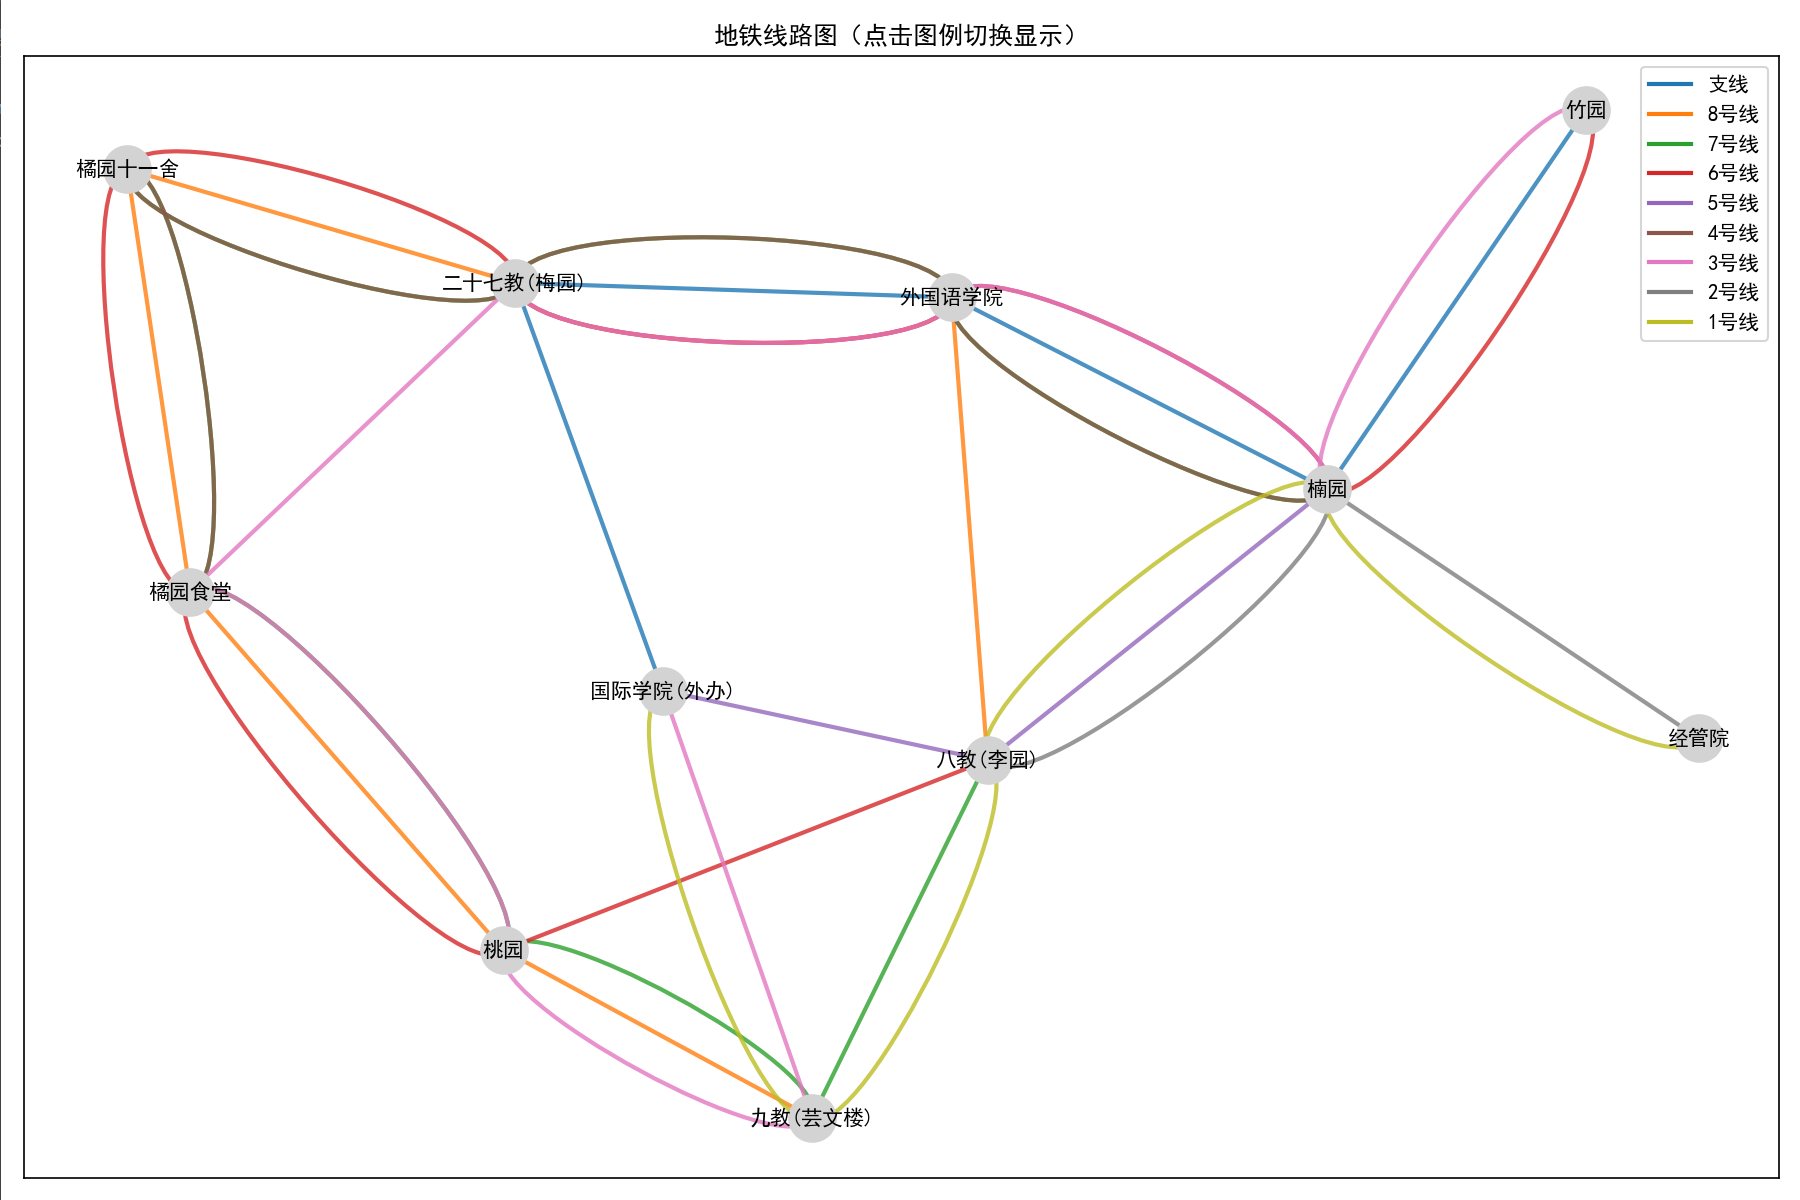 地铁线路图（点击图例切换显示）
支线
8号线
7号线
6号线
5号线
4号线
3号线
2号线
1号线
竹园
橘园十一舍
二十七教(梅园)
外国语学院
楠园
橘园食堂
国际学院(外办)
经管院
八教(李园)
桃园
九教(芸文楼)